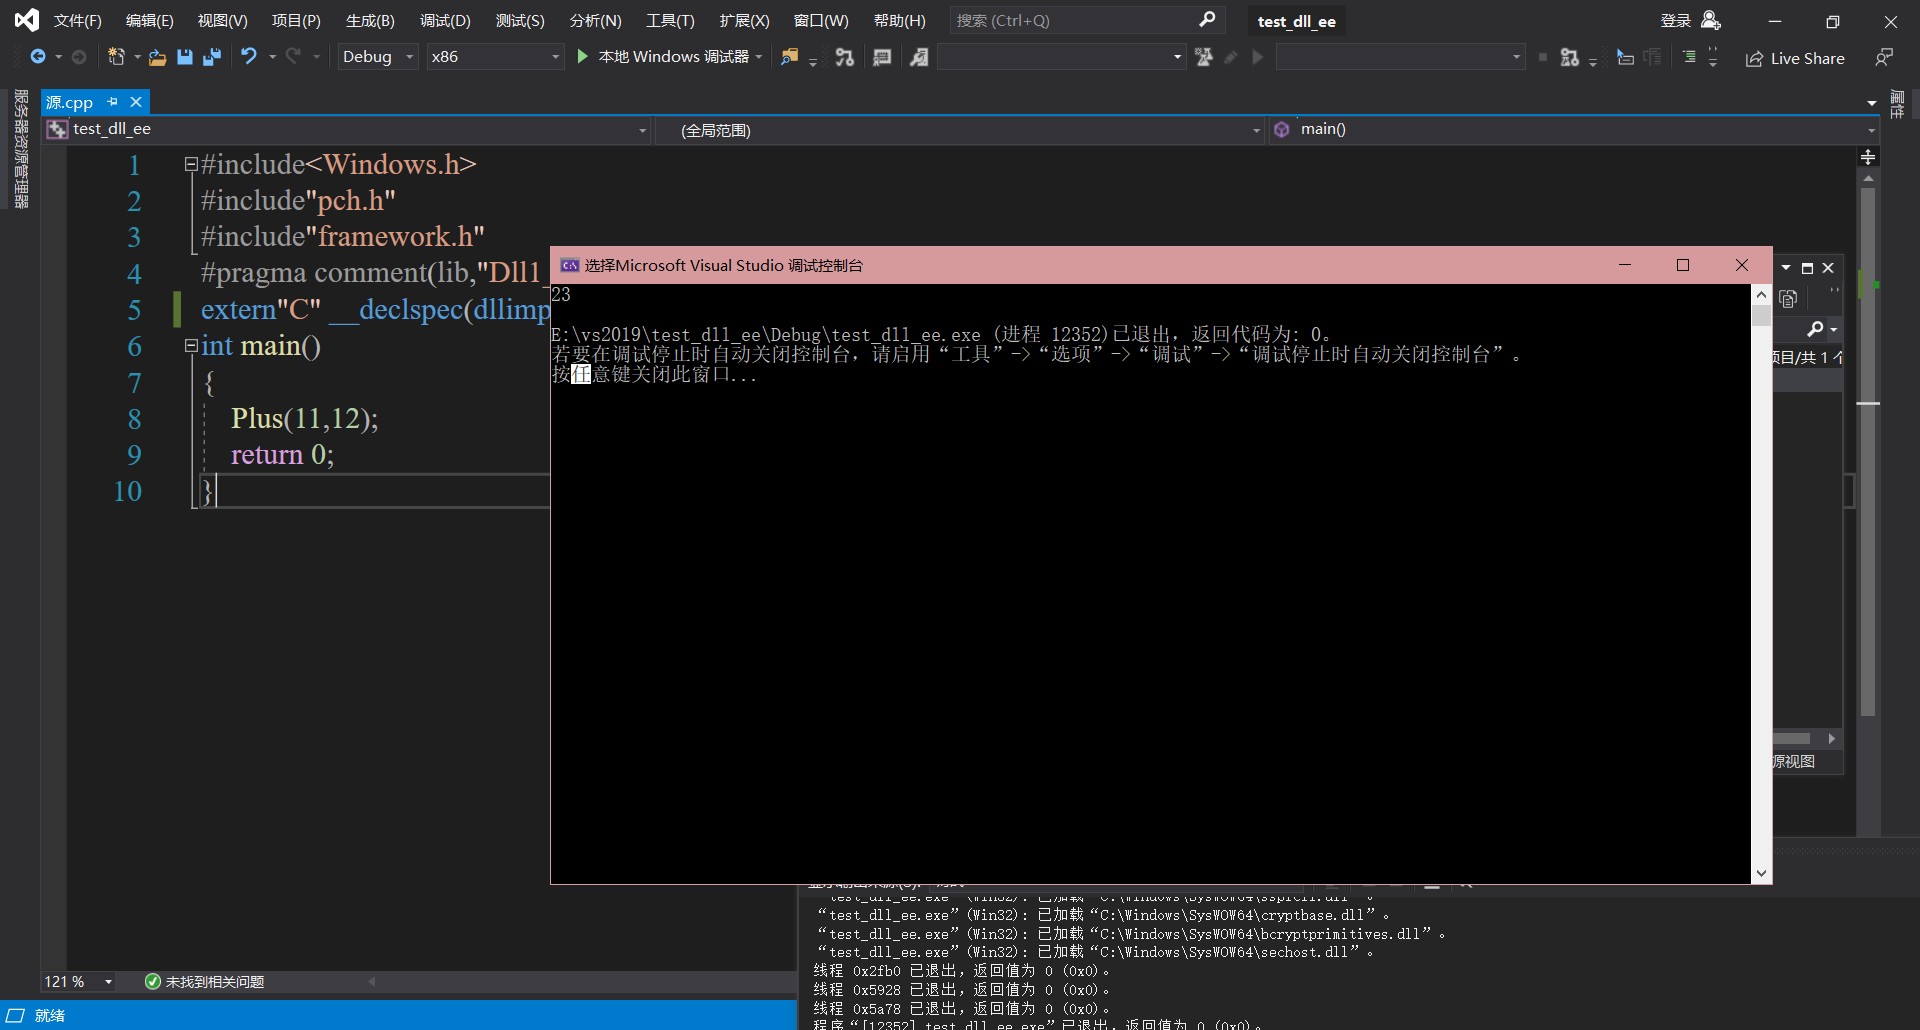 文件(F) 编辑(E) 视图(V) 项目(P) 生成(B) 调试(D) 测试(S) 分析(N) 工具(T) 扩展(X) 窗口(W) 帮助(H) 搜索 (Ctrl+Q) test_dll_ee 登录
Debug x86 本地 Windows 调试器 Live Share
服务器资源管理器
属性
源.cpp
test_dll_ee (全局范围) main()
1 #include<Windows.h>
2 #include"pch.h"
3 #include"framework.h"
4 #pragma comment(lib,"Dll1_
5 extern"C" __declspec(dllimp
6 int main()
7 {
8 Plus(11,12);
9 return 0;
10 }
选择Microsoft Visual Studio 调试控制台
23
E:\vs2019\test_dll_ee\Debug\test_dll_ee.exe (进程 12352)已退出，返回代码为: 0。
若要在调试停止时自动关闭控制台，请启用“工具”->“选项”->“调试”->“调试停止时自动关闭控制台”。
按任意键关闭此窗口...
项目/共 1 个
源视图
“test_dll_ee.exe” (Win32): 已加载
“test_dll_ee.exe” (Win32): 已加载“C:\Windows\SysWOW64\cryptbase.dll”。
“test_dll_ee.exe” (Win32): 已加载“C:\Windows\SysWOW64\bcryptprimitives.dll”。
“test_dll_ee.exe” (Win32): 已加载“C:\Windows\SysWOW64\sechost.dll”。
线程 0x2fb0 已退出，返回值为 0 (0x0)。
线程 0x5928 已退出，返回值为 0 (0x0)。
线程 0x5a78 已退出，返回值为 0 (0x0)。
程序“[12352] test_dll_ee.exe”已退出，返回值为 0 (0x0)。
121 % 未找到相关问题
就绪